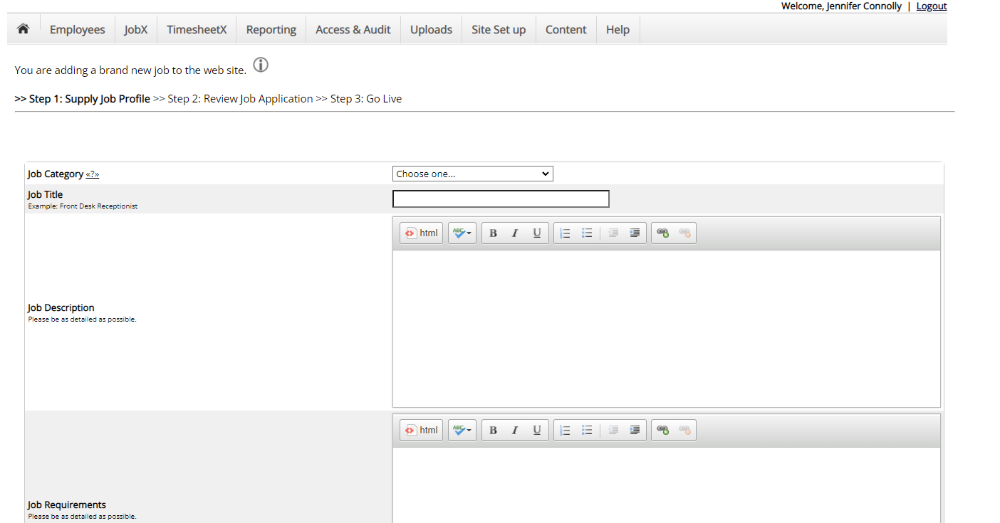 Welcome, Jennifer Connolly | Logout
Employees JobX TimesheetX Reporting Access & Audit Uploads Site Set up Content Help
You are adding a brand new job to the web site.
>> Step 1: Supply Job Profile >> Step 2: Review Job Application >> Step 3: Go Live
Job Category «?» Choose one...
Job Title
Example: Front Desk Receptionist
html ABC B I U
Job Description
Please be as detailed as possible.
html ABC B I U
Job Requirements
Please be as detailed as possible.